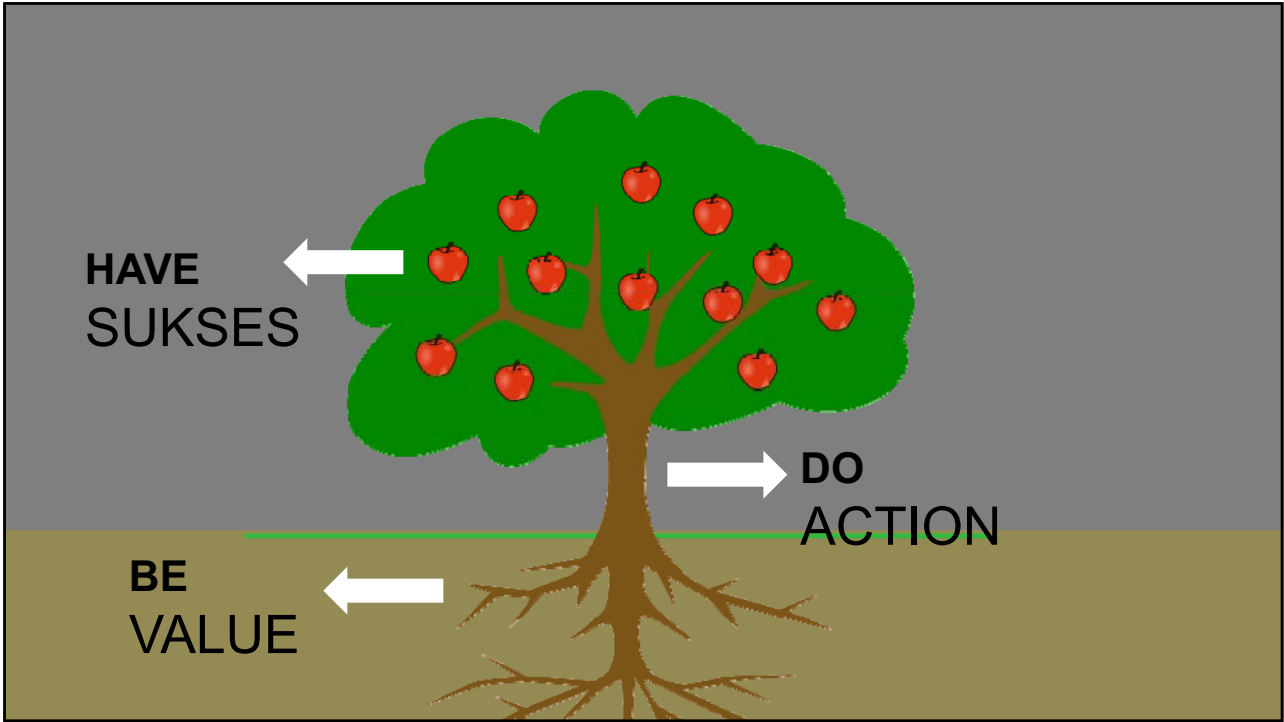 HAVE
SUKSES
DO
ACTION
BE
VALUE